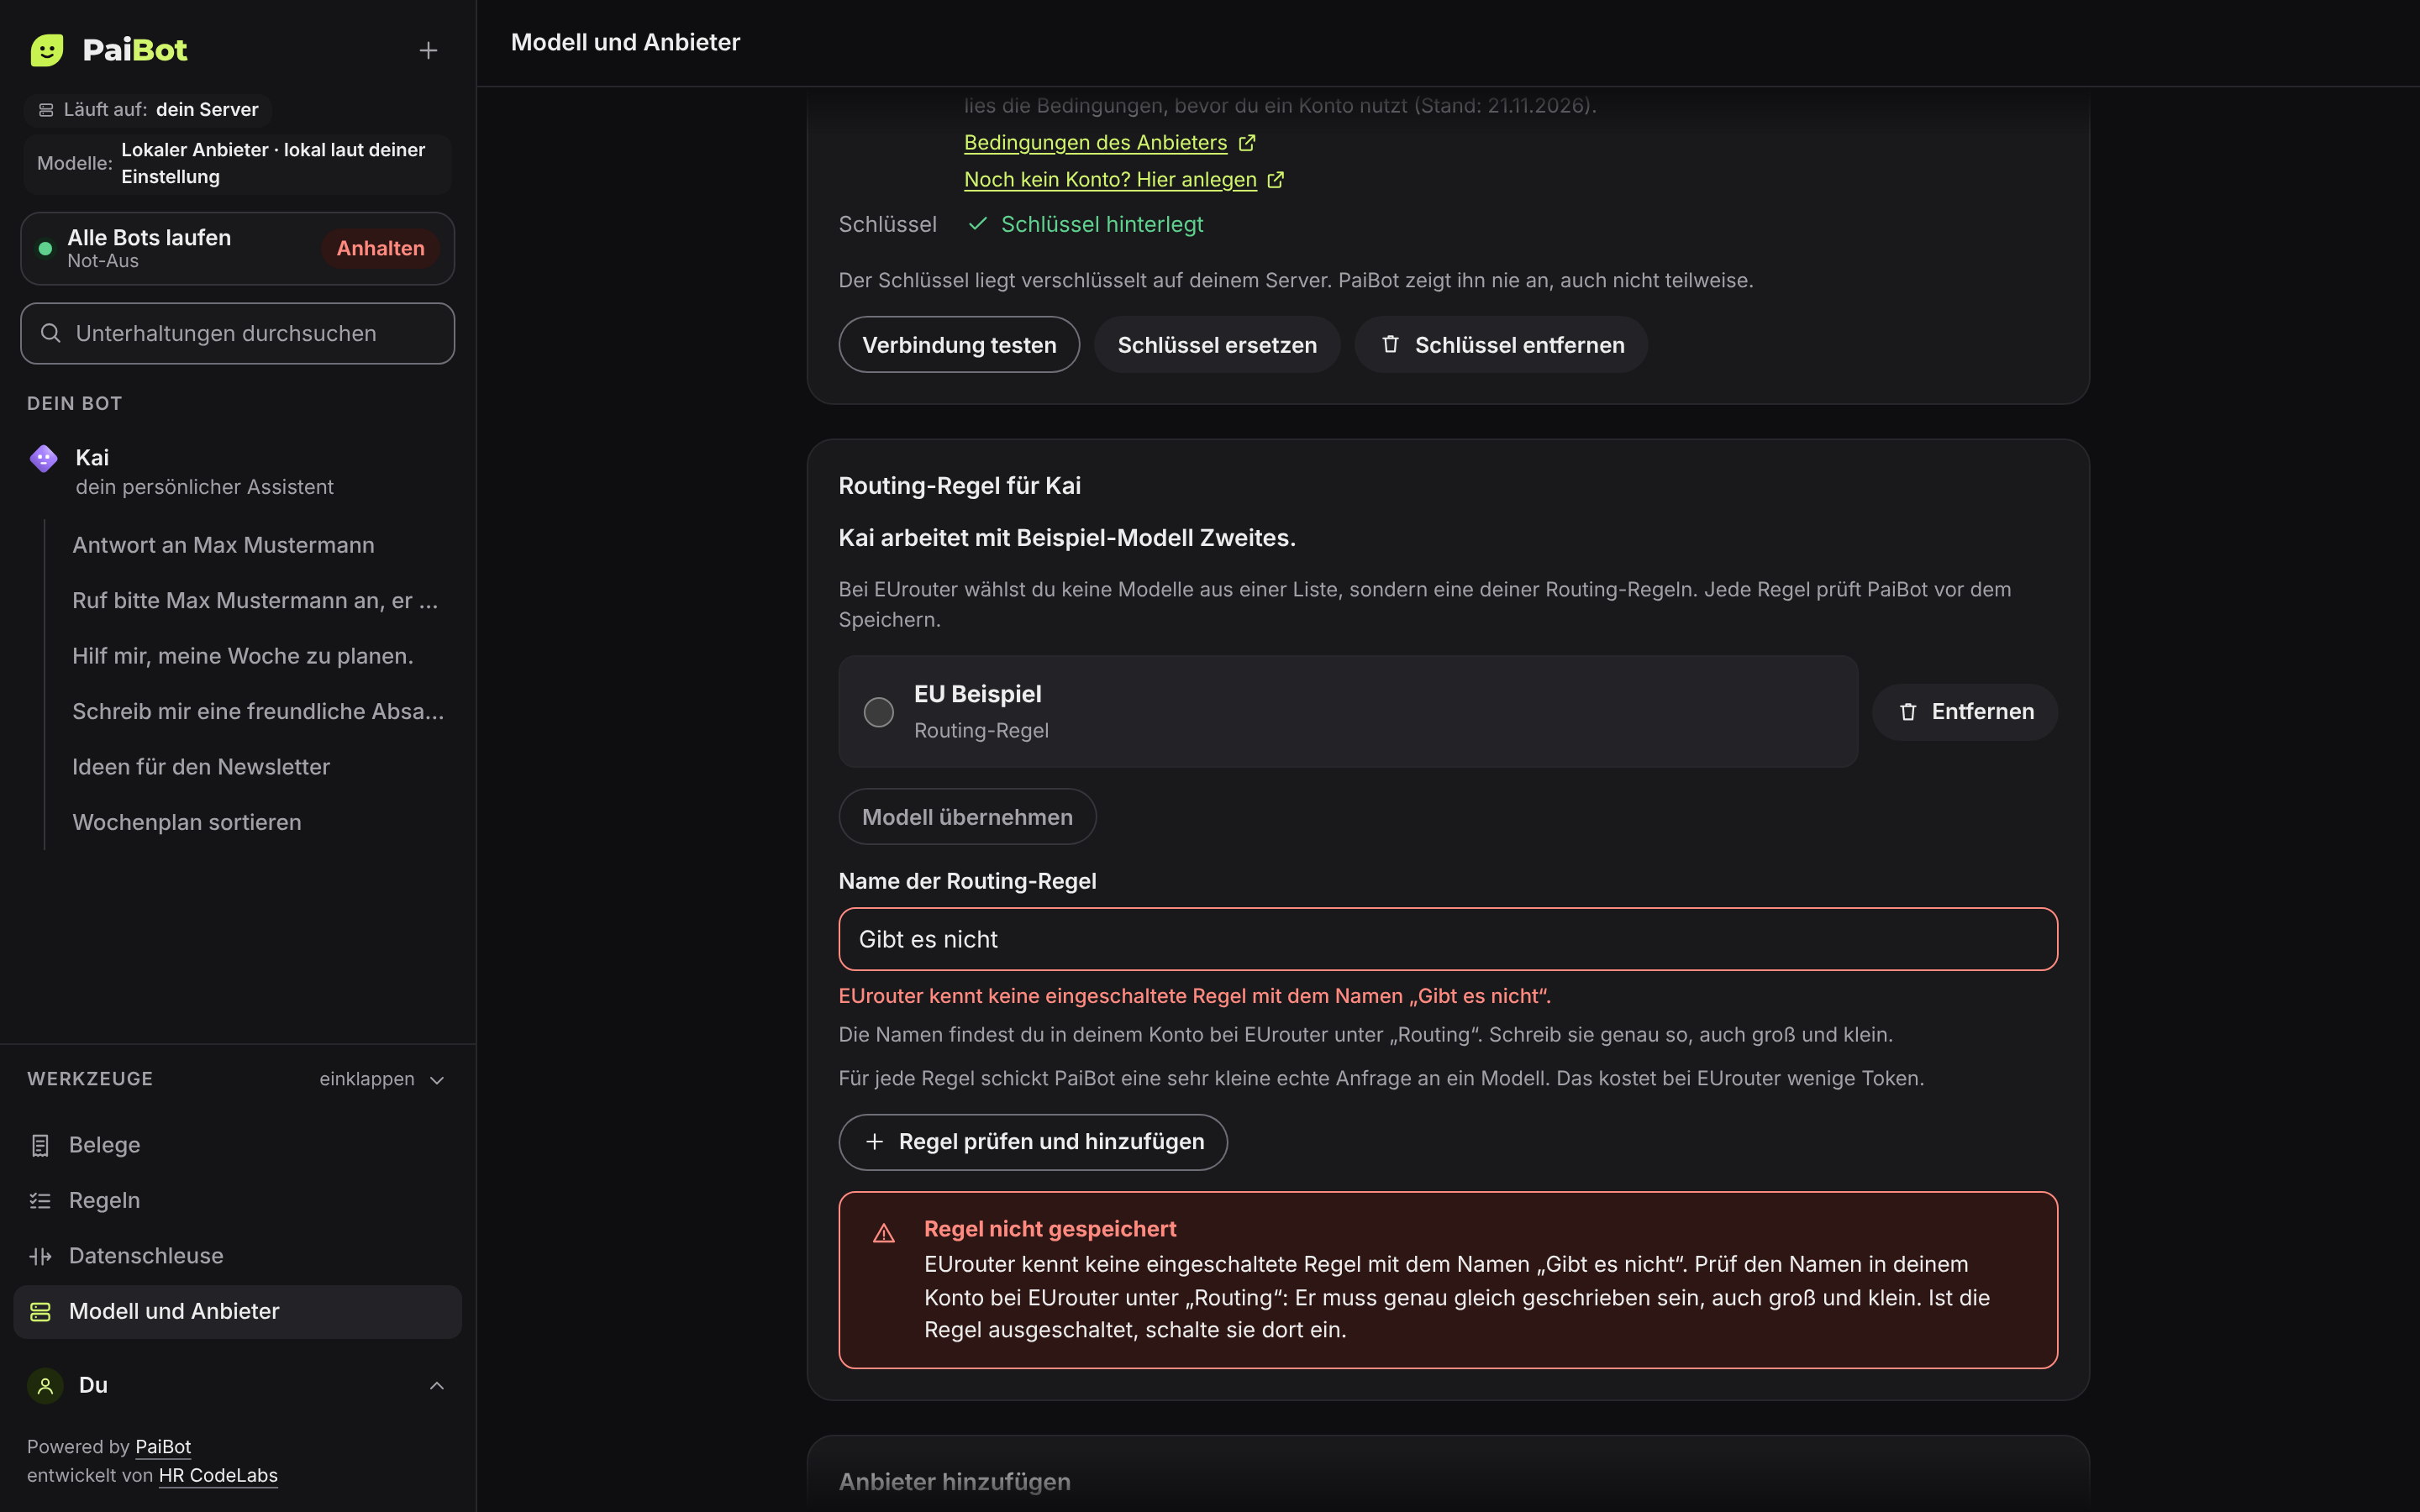 PaiBot
Läuft auf: dein Server
Modelle: Lokaler Anbieter · lokal laut deiner
Einstellung
Alle Bots laufen
Not-Aus
Anhalten
Unterhaltungen durchsuchen
DEIN BOT
Kai
dein persönlicher Assistent
Antwort an Max Mustermann
Ruf bitte Max Mustermann an, er ...
Hilf mir, meine Woche zu planen.
Schreib mir eine freundliche Absa...
Ideen für den Newsletter
Wochenplan sortieren
WERKZEUGE einklappen
Belege
Regeln
Datenschleuse
Modell und Anbieter
Du
Powered by PaiBot
entwickelt von HR CodeLabs
Modell und Anbieter
lies die Bedingungen, bevor du ein Konto nutzt (Stand: 21.11.2026).
Bedingungen des Anbieters
Noch kein Konto? Hier anlegen
Schlüssel Schlüssel hinterlegt
Der Schlüssel liegt verschlüsselt auf deinem Server. PaiBot zeigt ihn nie an, auch nicht teilweise.
Verbindung testen Schlüssel ersetzen Schlüssel entfernen
Routing-Regel für Kai
Kai arbeitet mit Beispiel-Modell Zweites.
Bei EUrouter wählst du keine Modelle aus einer Liste, sondern eine deiner Routing-Regeln. Jede Regel prüft PaiBot vor dem
Speichern.
EU Beispiel
Routing-Regel
Entfernen
Modell übernehmen
Name der Routing-Regel
Gibt es nicht
EUrouter kennt keine eingeschaltete Regel mit dem Namen „Gibt es nicht“.
Die Namen findest du in deinem Konto bei EUrouter unter „Routing“. Schreib sie genau so, auch groß und klein.
Für jede Regel schickt PaiBot eine sehr kleine echte Anfrage an ein Modell. Das kostet bei EUrouter wenige Token.
Regel prüfen und hinzufügen
Regel nicht gespeichert
EUrouter kennt keine eingeschaltete Regel mit dem Namen „Gibt es nicht“. Prüf den Namen in deinem
Konto bei EUrouter unter „Routing“: Er muss genau gleich geschrieben sein, auch groß und klein. Ist die
Regel ausgeschaltet, schalte sie dort ein.
Anbieter hinzufügen